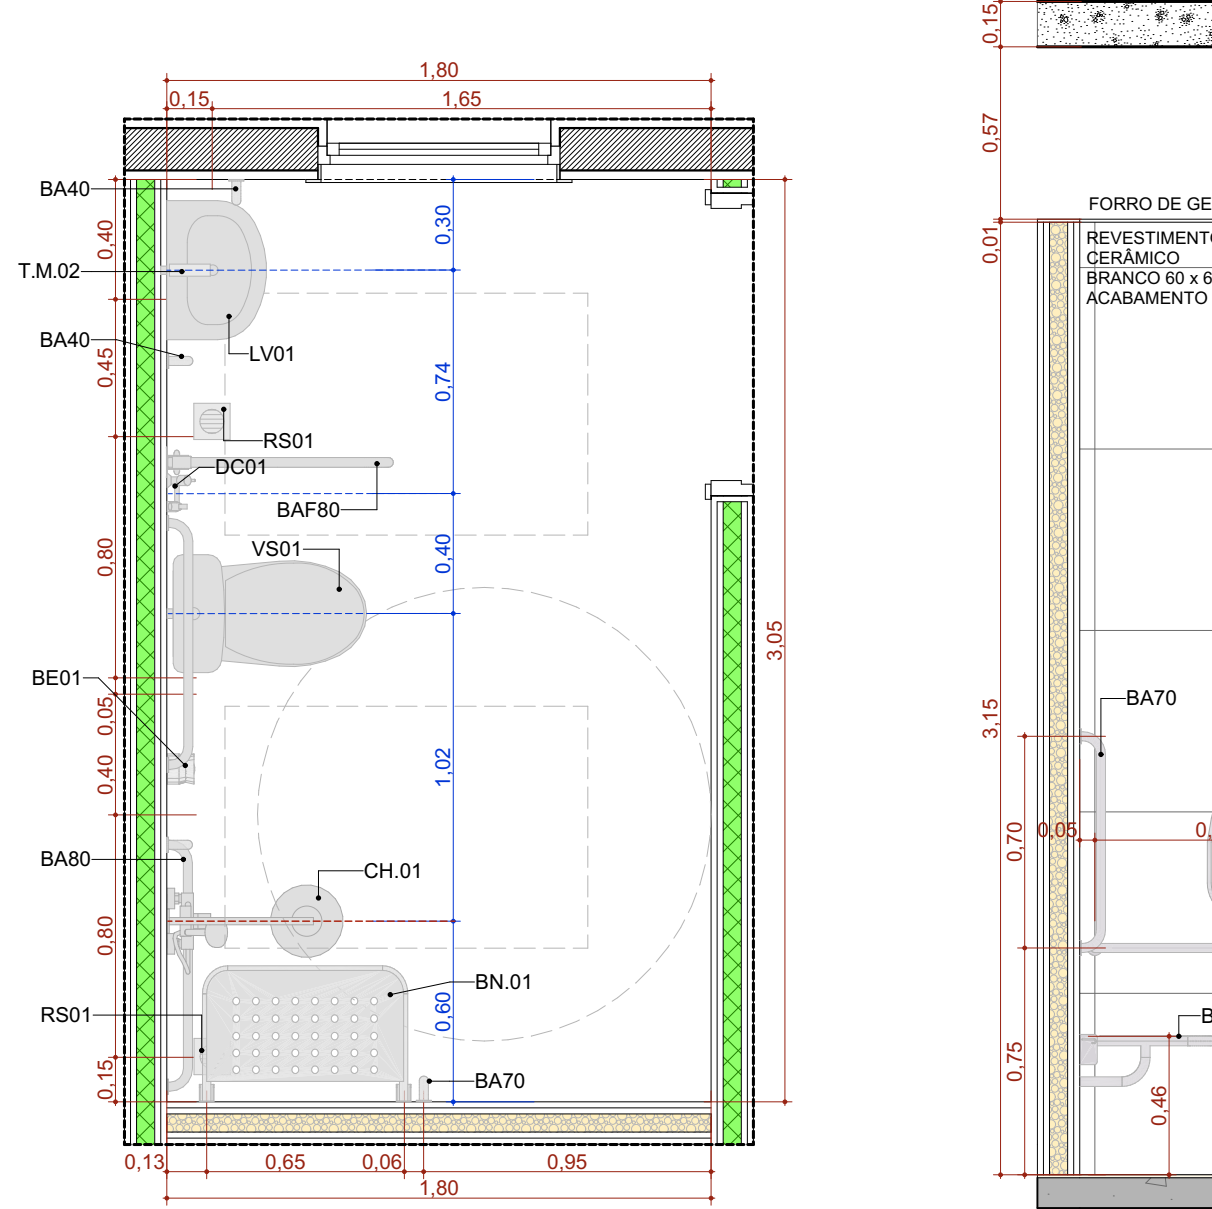 1,80
0,15
1,65
BA40
0,40
0,30
T.M.02
BA40
0,45
LV01
0,74
RS01
DC01
BAF80
VS01
0,80
0,40
3,05
BE01
0,05
0,40
1,02
BA80
CH.01
0,80
BN.01
RS01
0,60
0,15
BA70
0,13
0,65
0,06
0,95
1,80
0,15
0,57
FORRO DE GE
0,01
REVESTIMENTO
CERÂMICO
BRANCO 60 x 6
ACABAMENTO
3,15
BA70
0,70
0,05
0,
B
0,75
0,46